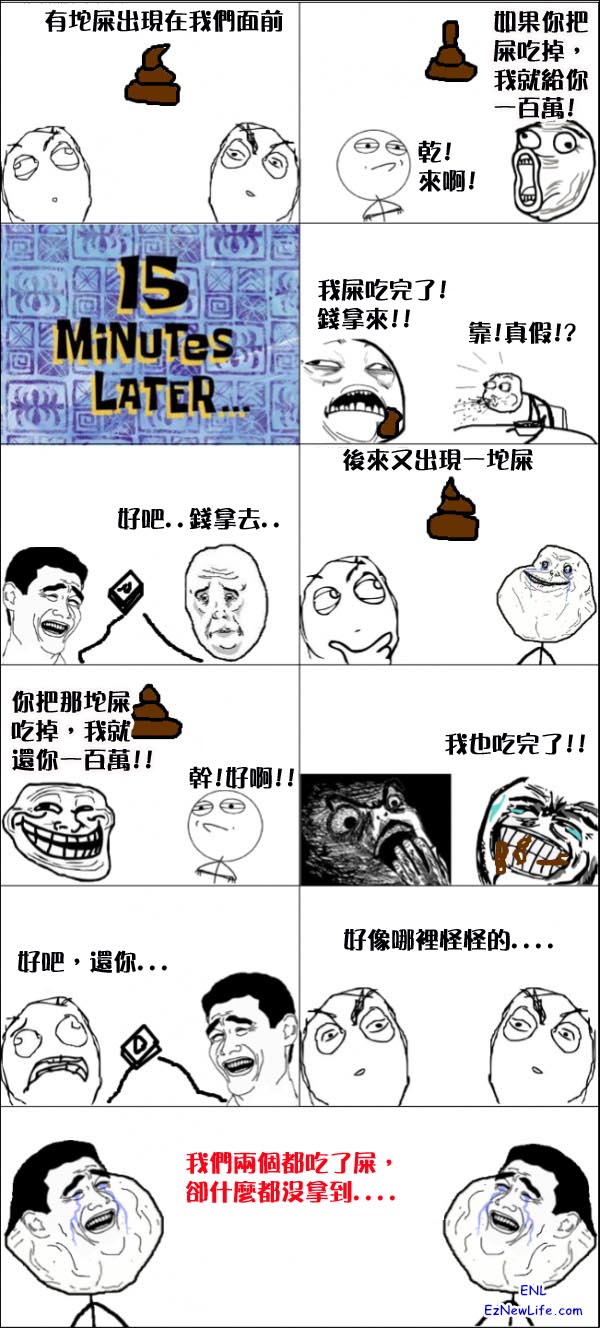 有坨屎出現在我們面前
如果你把
屎吃掉，
我就給你
一百萬!
乾!
來啊!
15
MiNUTes
LATER...
我屎吃完了!
錢拿來!!
靠!真假!?
好吧..錢拿去..
後來又出現一坨屎
你把那坨屎
吃掉，我就
還你一百萬!!
幹!好啊!!
我也吃完了!!
好吧，還你...
好像哪裡怪怪的....
我們兩個都吃了屎，
卻什麼都沒拿到....
ENL
EzNewLife.com